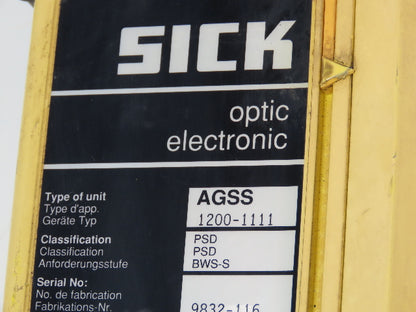 SICK
optic
electronic
Type of unit
Type d'app.
Geräte Typ
AGSS
1200-1111
Classification
Classification
Anforderungsstufe
PSD
PSD
BWS-S
Serial No:
No. de fabrication
Fabrikations-Nr.
9832-116